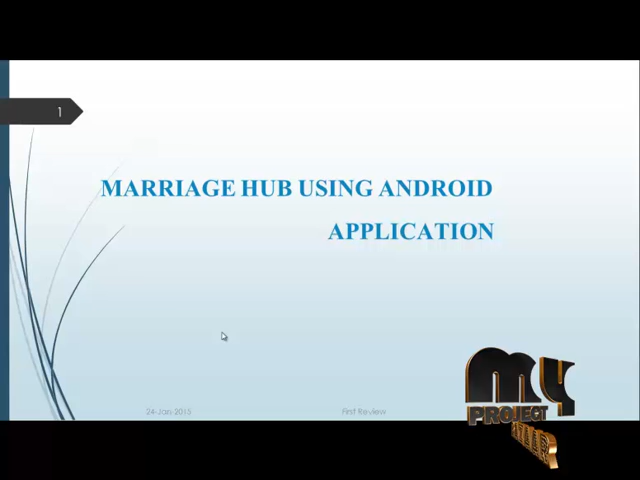 1
MARRIAGE HUB USING ANDROID
APPLICATION
24-Jan-2015
First Review
MY
PROJECT